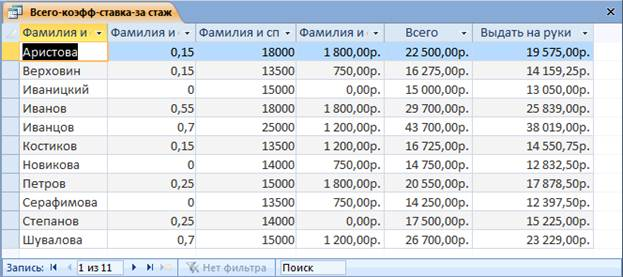 Всего-коэфф-ставка-за стаж
Фамилия и Фамилия и Фамилия и сп Фамилия и Всего Выдать на руки
Аристова 0,15 18000 1 800,00р. 22 500,00р. 19 575,00р.
Верховин 0,15 13500 750,00р. 16 275,00р. 14 159,25р.
Иваницкий 0 15000 0,00р. 15 000,00р. 13 050,00р.
Иванов 0,55 18000 1 800,00р. 29 700,00р. 25 839,00р.
Иванцов 0,7 25000 1 200,00р. 43 700,00р. 38 019,00р.
Костиков 0,15 13500 1 200,00р. 16 725,00р. 14 550,75р.
Новикова 0 14000 750,00р. 14 750,00р. 12 832,50р.
Петров 0,25 15000 1 800,00р. 20 550,00р. 17 878,50р.
Серафимова 0 13500 750,00р. 14 250,00р. 12 397,50р.
Степанов 0,25 14000 0,00р. 17 500,00р. 15 225,00р.
Шувалова 0,7 15000 1 200,00р. 26 700,00р. 23 229,00р.
Запись: 1 из 11 Нет фильтра Поиск